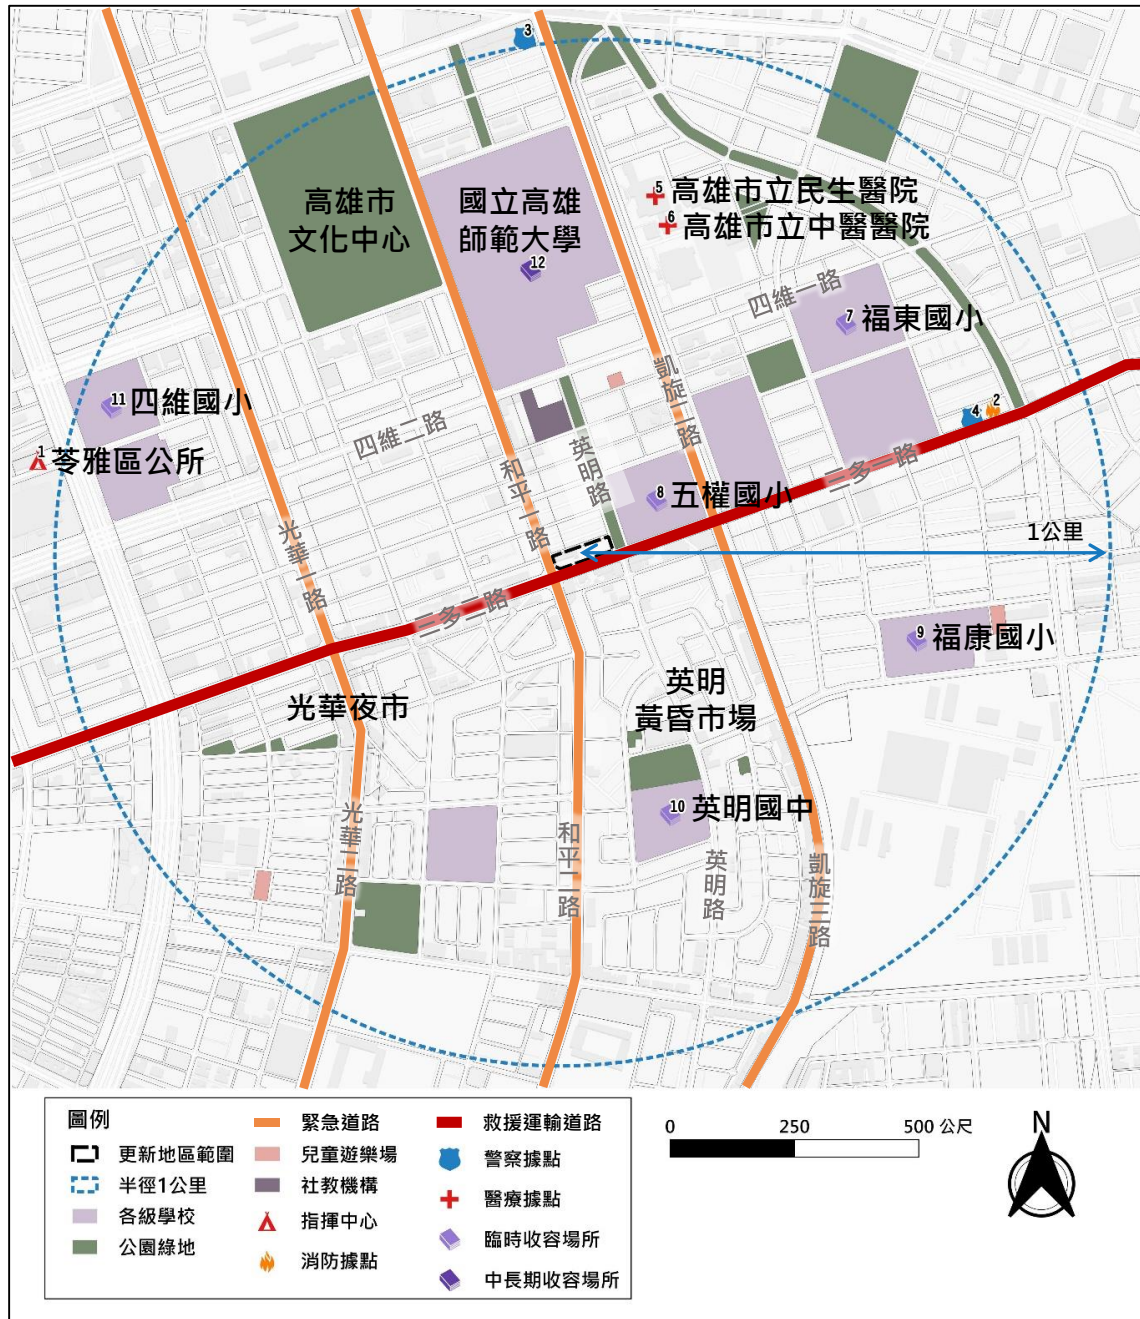 3
高雄市
文化中心
國立高雄
師範大學
12
5
高雄市立民生醫院
6
高雄市立中醫醫院
四維一路
7
福東國小
凱旋二路
11
四維國小
4
2
1
苓雅區公所
四維二路
和平一路
英明路
8
五權國小
三多一路
光華一路
1公里
三多二路
9
福康國小
光華夜市
英明
黃昏市場
10
英明國中
光華二路
和平二路
英明路
凱旋三路
圖例
更新地區範圍
半徑1公里
各級學校
公園綠地
緊急道路
兒童遊樂場
社教機構
指揮中心
消防據點
救援運輸道路
警察據點
醫療據點
臨時收容場所
中長期收容場所
0
250
500 公尺
N